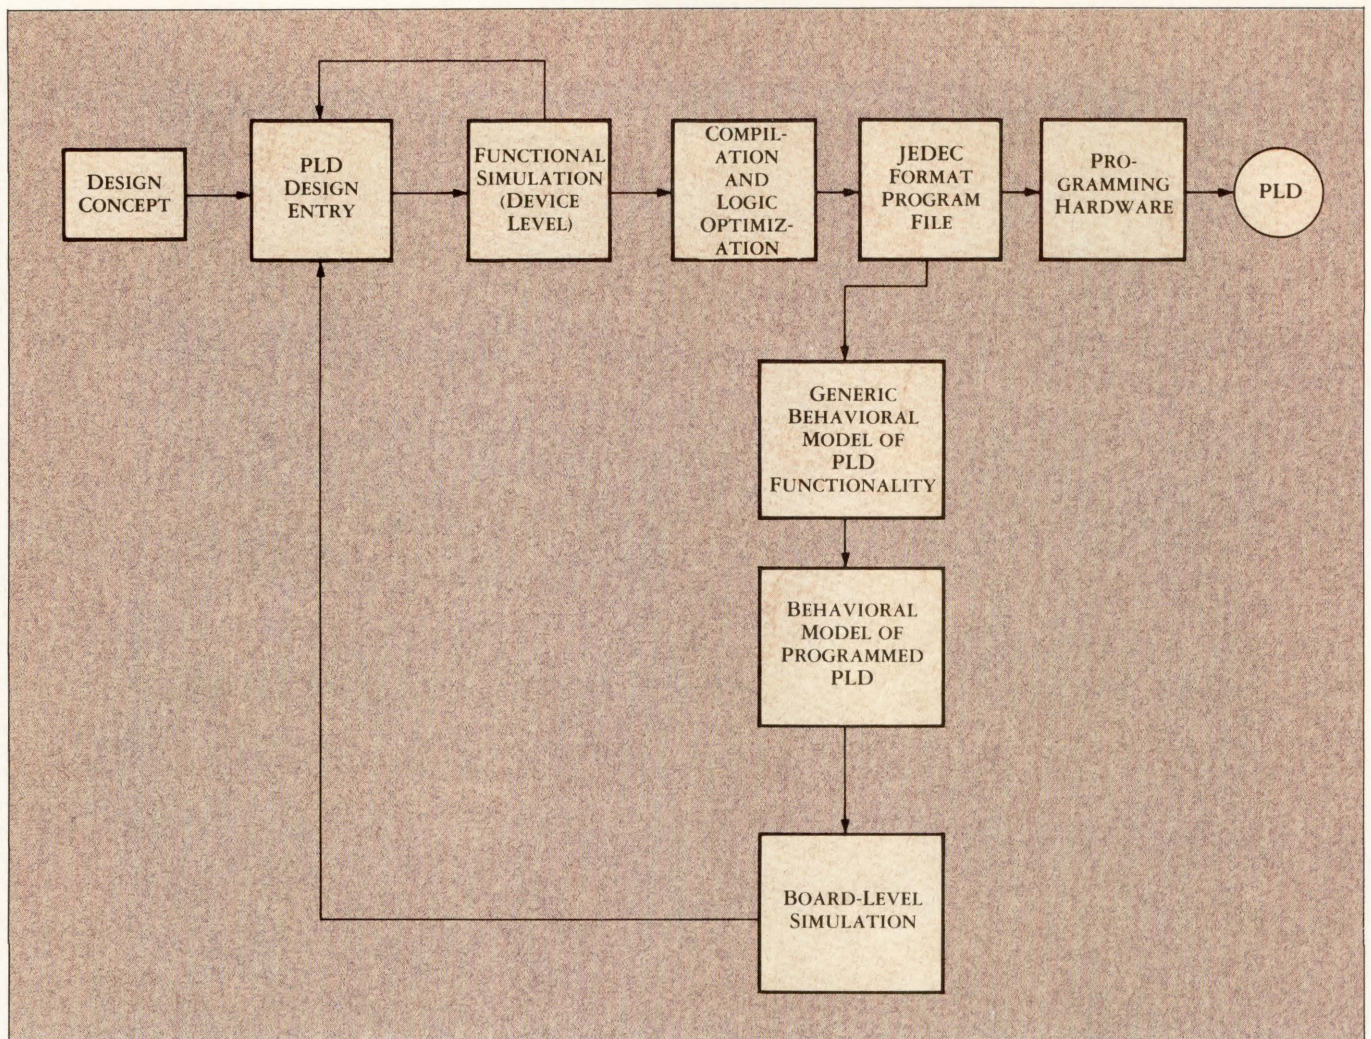 DESIGN
CONCEPT
PLD
DESIGN
ENTRY
FUNCTIONAL
SIMULATION
(DEVICE
LEVEL)
COMPIL-
ATION
AND
LOGIC
OPTIMIZ-
ATION
JEDEC
FORMAT
PROGRAM
FILE
PRO-
GRAMMING
HARDWARE
PLD
GENERIC
BEHAVIORAL
MODEL OF
PLD
FUNCTIONALITY
BEHAVIORAL
MODEL OF
PROGRAMMED
PLD
BOARD-LEVEL
SIMULATION